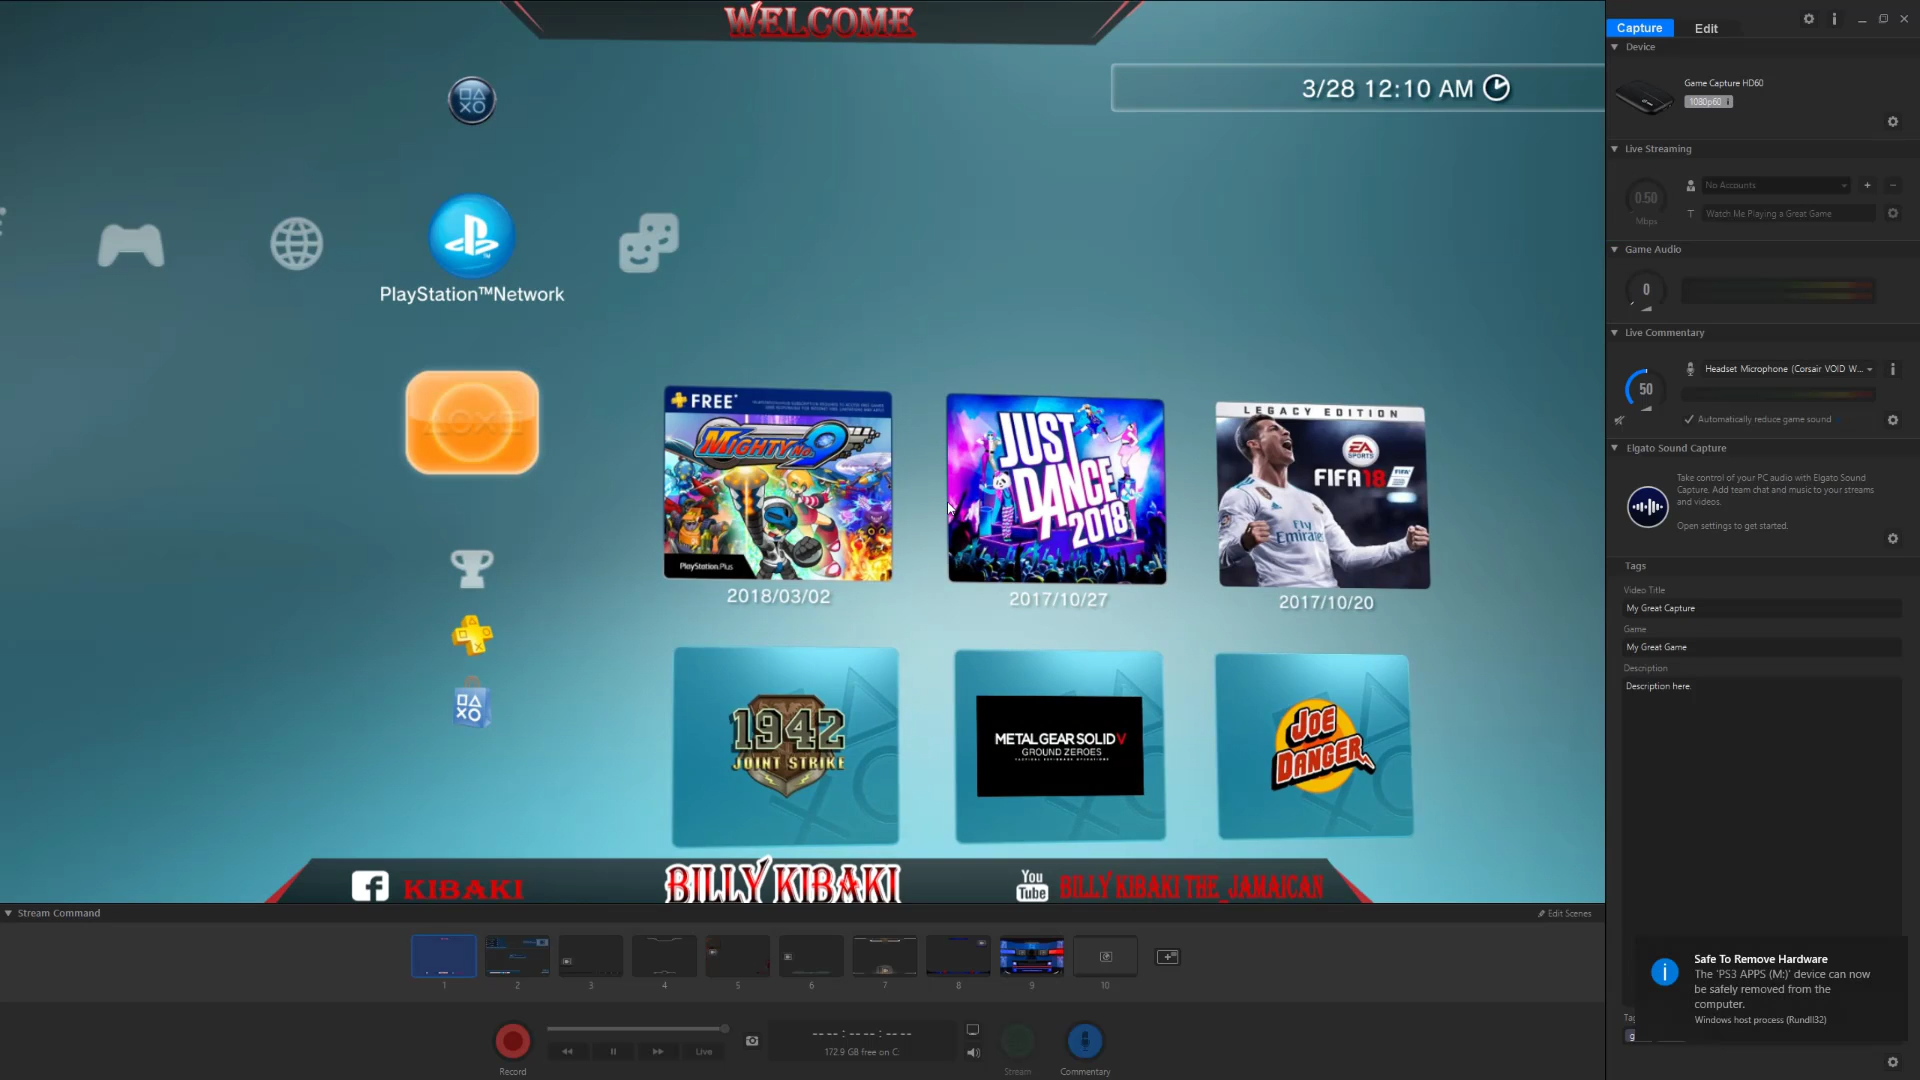 WELCOME
3/28 12:10 AM
PlayStation™Network
FREE*
MIGHTY No. 9
PlayStation.Plus
2018/03/02
JUST
DANCE
2018
2017/10/27
LEGACY EDITION
EA
SPORTS
FIFA 18
Fly
Emirates
2017/10/20
1942
JOINT STRIKE
METAL GEAR SOLID V
GROUND ZEROES
JOE
DANGER
KIBAKI
BILLY KIBAKI
You
Tube
BILLY KIBAKI THE_JAMAICAN
Capture
Edit
Device
Game Capture HD60
1080p60
Live Streaming
0.50
Mbps
No Accounts
Watch Me Playing a Great Game
Game Audio
0
Live Commentary
50
Headset Microphone (Corsair VOID W...
Automatically reduce game sound
Elgato Sound Capture
Take control of your PC audio with Elgato Sound
Capture. Add team chat and music to your streams
and videos.
Open settings to get started.
Tags
Video Title
My Great Capture
Game
My Great Game
Description
Description here.
Stream Command
Edit Scenes
1
2
3
4
5
6
7
8
9
10
Safe To Remove Hardware
The 'PS3 APPS (M:)' device can now
be safely removed from the
computer.
Windows host process (Rundll32)
Record
Live
-- -- : -- -- : -- --
172.9 GB free on C:
Stream
Commentary